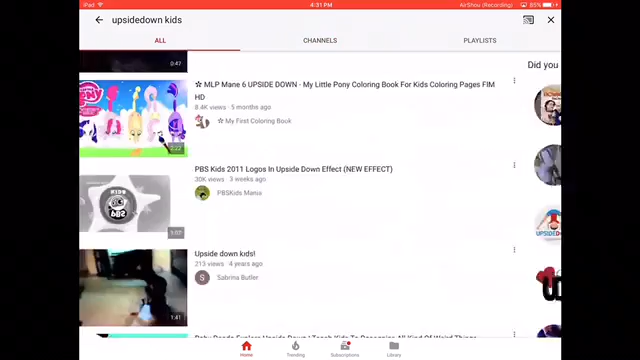 iPad
4:31 PM
AirShou (Recording)
85%
upsidedown kids
ALL
CHANNELS
PLAYLISTS
0:47
Did you
☆ MLP Mane 6 UPSIDE DOWN - My Little Pony Coloring Book For Kids Coloring Pages FIM
HD
8.4K views · 5 months ago
☆ My First Coloring Book
PBS Kids 2011 Logos In Upside Down Effect (NEW EFFECT)
30K views · 3 weeks ago
PBSKids Mania
1:07
Upside down kids!
213 views · 4 years ago
S
Sabrina Butler
1:41
Home
Trending
Subscriptions
Library